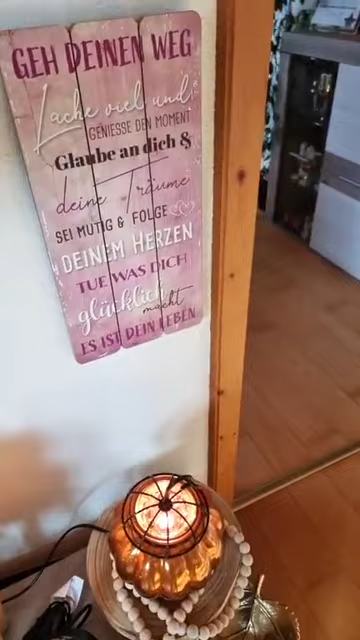 GEH DEINEN WEG
Lache viel und
GENIESSE DEN MOMENT
Glaube an dich &
deine Träume
SEI MUTIG & FOLGE
DEINEM HERZEN
TUE WAS DICH
glücklich macht
ES IST DEIN LEBEN